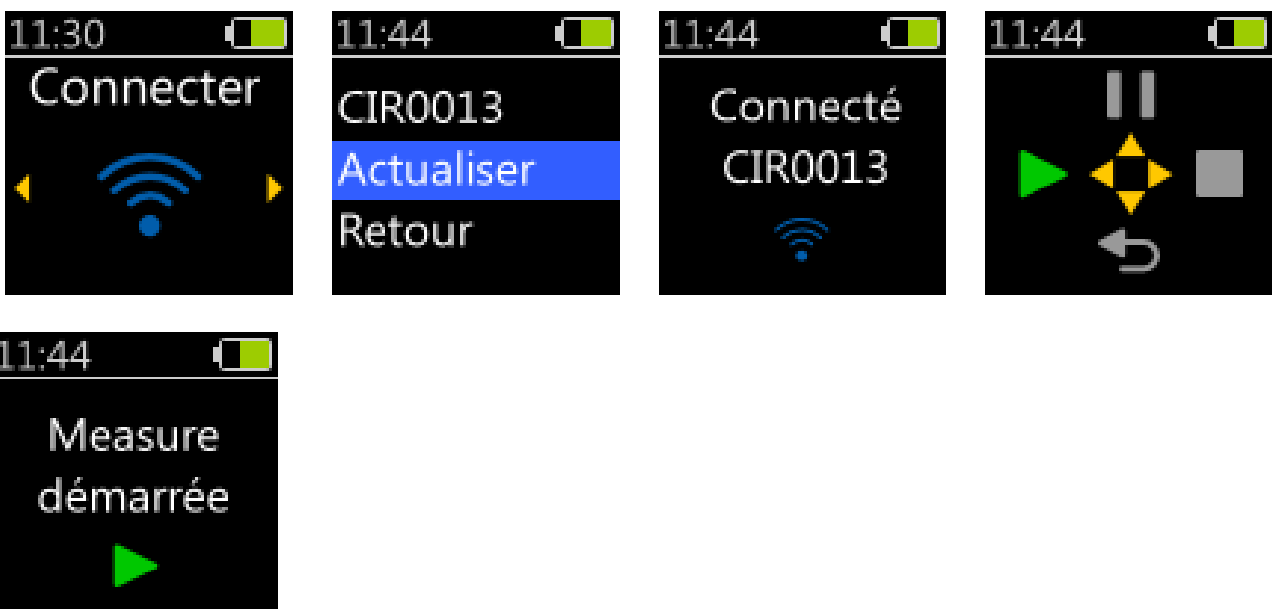 11:30
Connecter
11:44
CIR0013
Actualiser
Retour
11:44
Connecté
CIR0013
11:44
11:44
Measure
démarrée